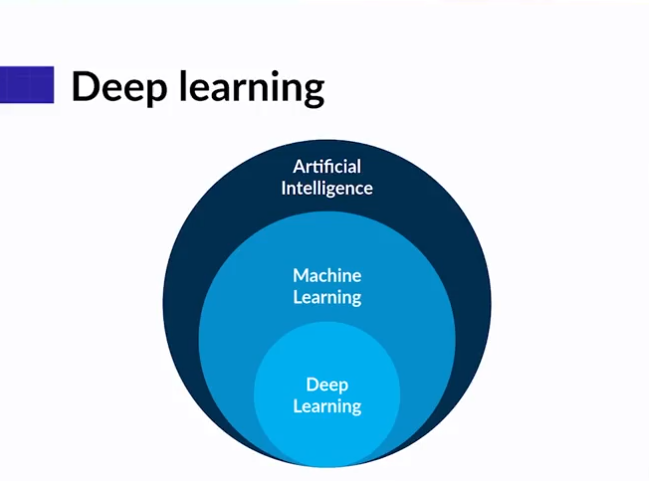 Deep learning
Artificial
Intelligence
Machine
Learning
Deep
Learning